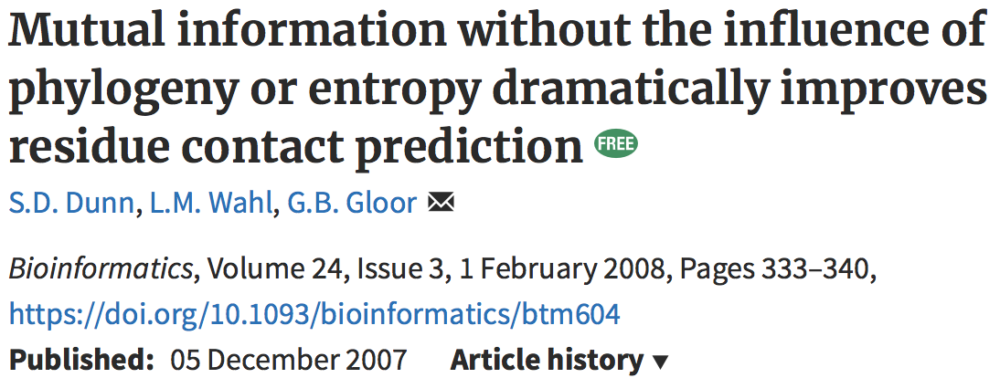 Mutual information without the influence of
phylogeny or entropy dramatically improves
residue contact prediction FREE
S.D. Dunn, L.M. Wahl, G.B. Gloor
Bioinformatics, Volume 24, Issue 3, 1 February 2008, Pages 333–340,
https://doi.org/10.1093/bioinformatics/btm604
Published: 05 December 2007 Article history ▼